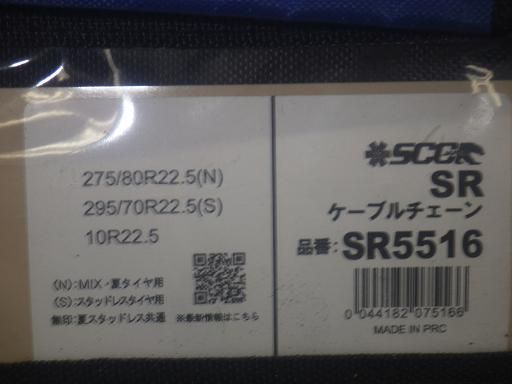 275/80R22.5(N)
295/70R22.5(S)
10R22.5
(N):MIX・夏タイヤ用
(S):スタッドレスタイヤ用
無印:夏スタッドレス共通 ※最新情報はこちら
SCC
SR
ケーブルチェーン
品番:SR5516
0 044182 075166
MADE IN PRC